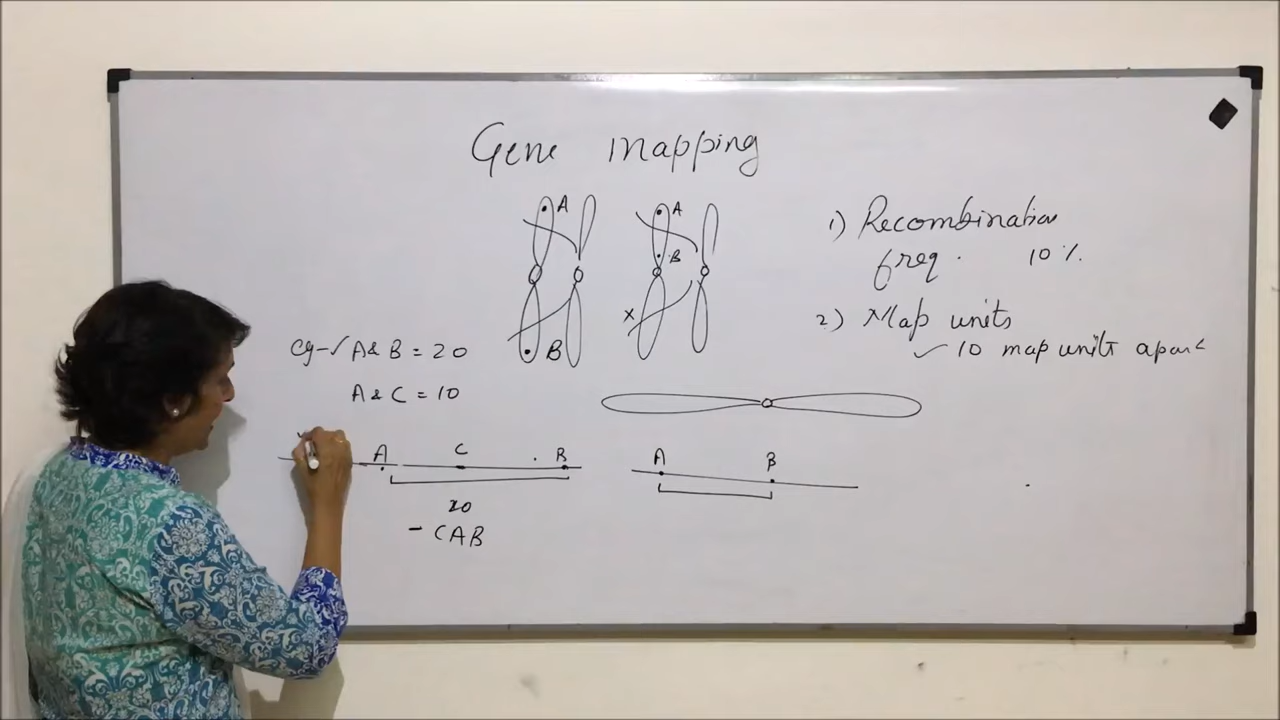 Gene mapping
A
B
A
B
x
1) Recombination
freq. 10%
2) Map units
✓ 10 map units apart
eg-✓ A & B = 20
A & C = 10
A C B
20
- CAB
A B